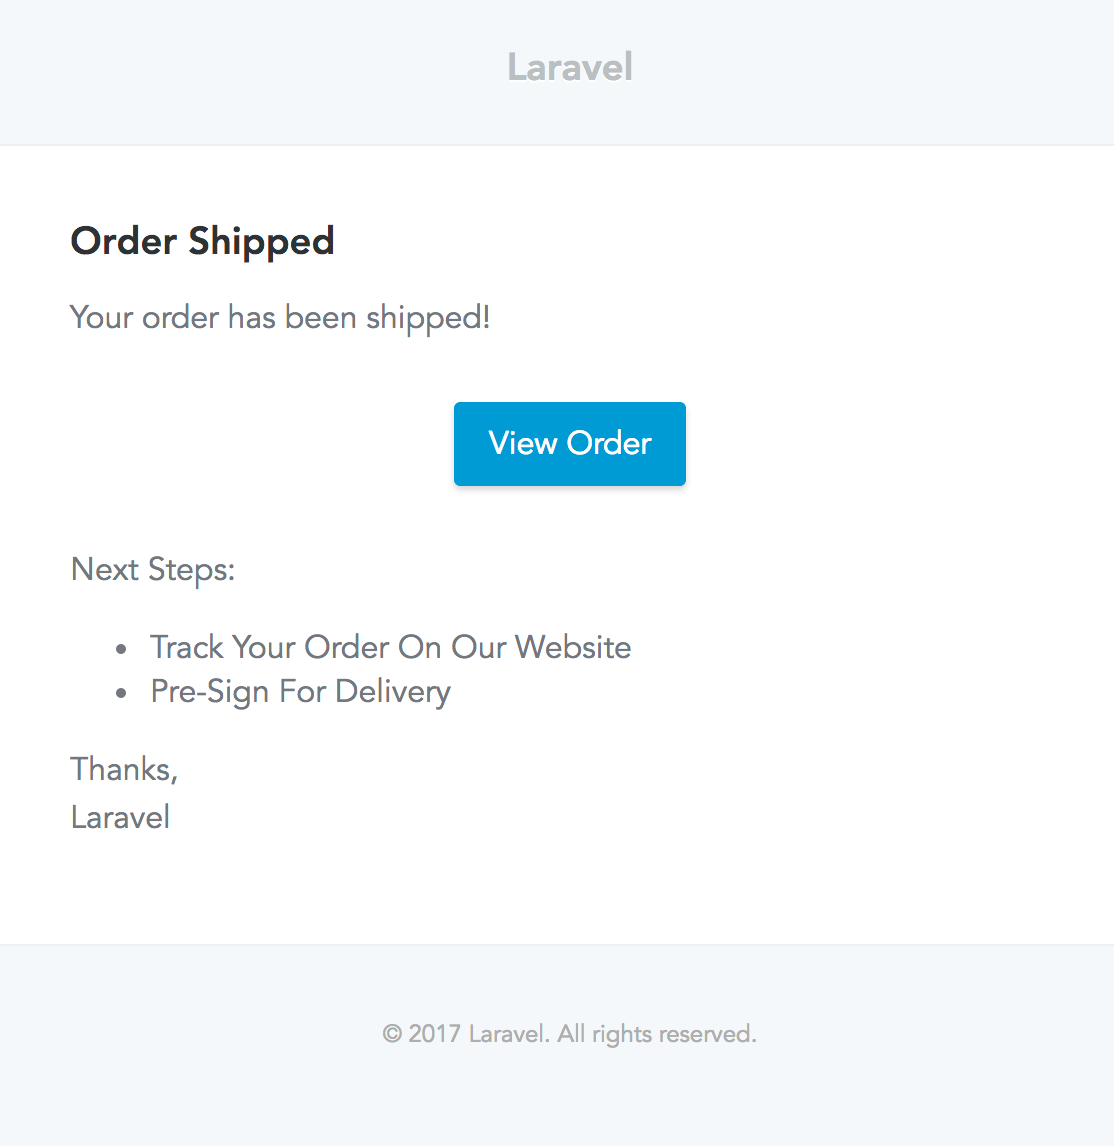 Laravel
Order Shipped
Your order has been shipped!
View Order
Next Steps:
• Track Your Order On Our Website
• Pre-Sign For Delivery
Thanks,
Laravel
© 2017 Laravel. All rights reserved.